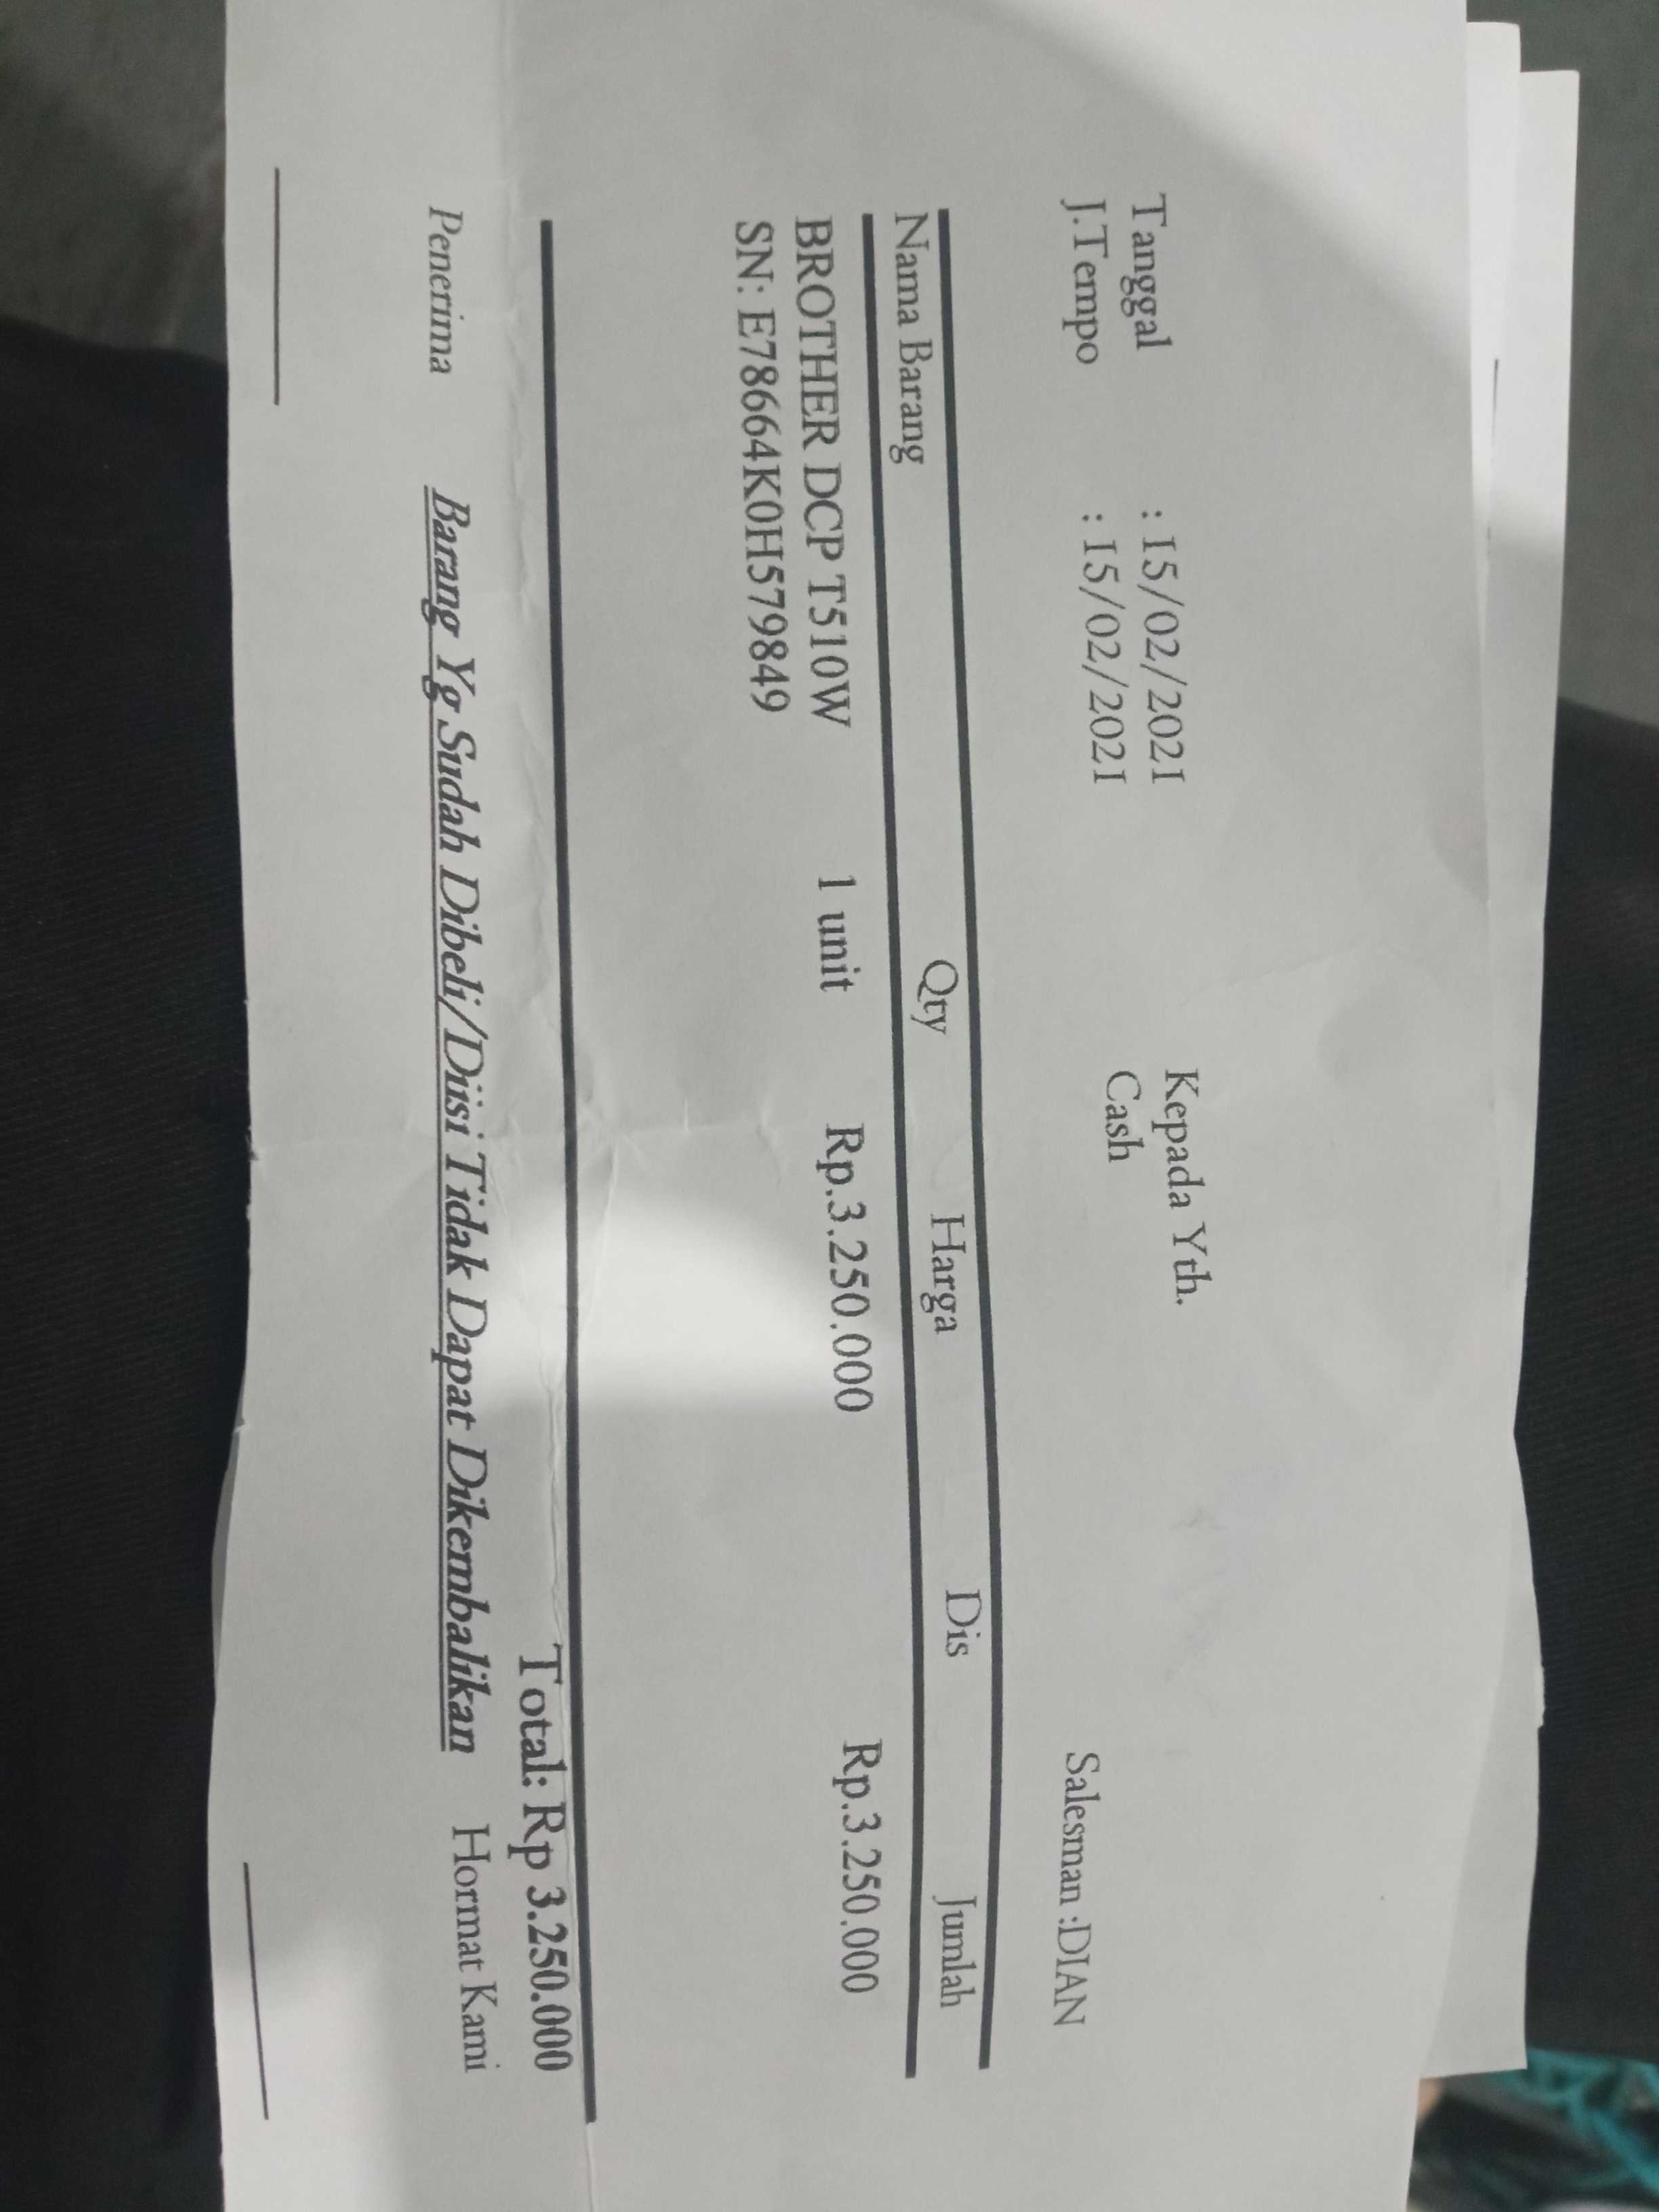 Tanggal : 15/02/2021 Kepada Yth.
J.Tempo : 15/02/2021 Cash Salesman :DIAN
Nama Barang Qty Harga Dis Jumlah
BROTHER DCP T510W 1 unit Rp.3.250.000 Rp.3.250.000
SN: E78664K0H579849
Total: Rp 3.250.000
Penerima Barang Yg Sudah Dibeli/Diisi Tidak Dapat Dikembalikan Hormat Kami